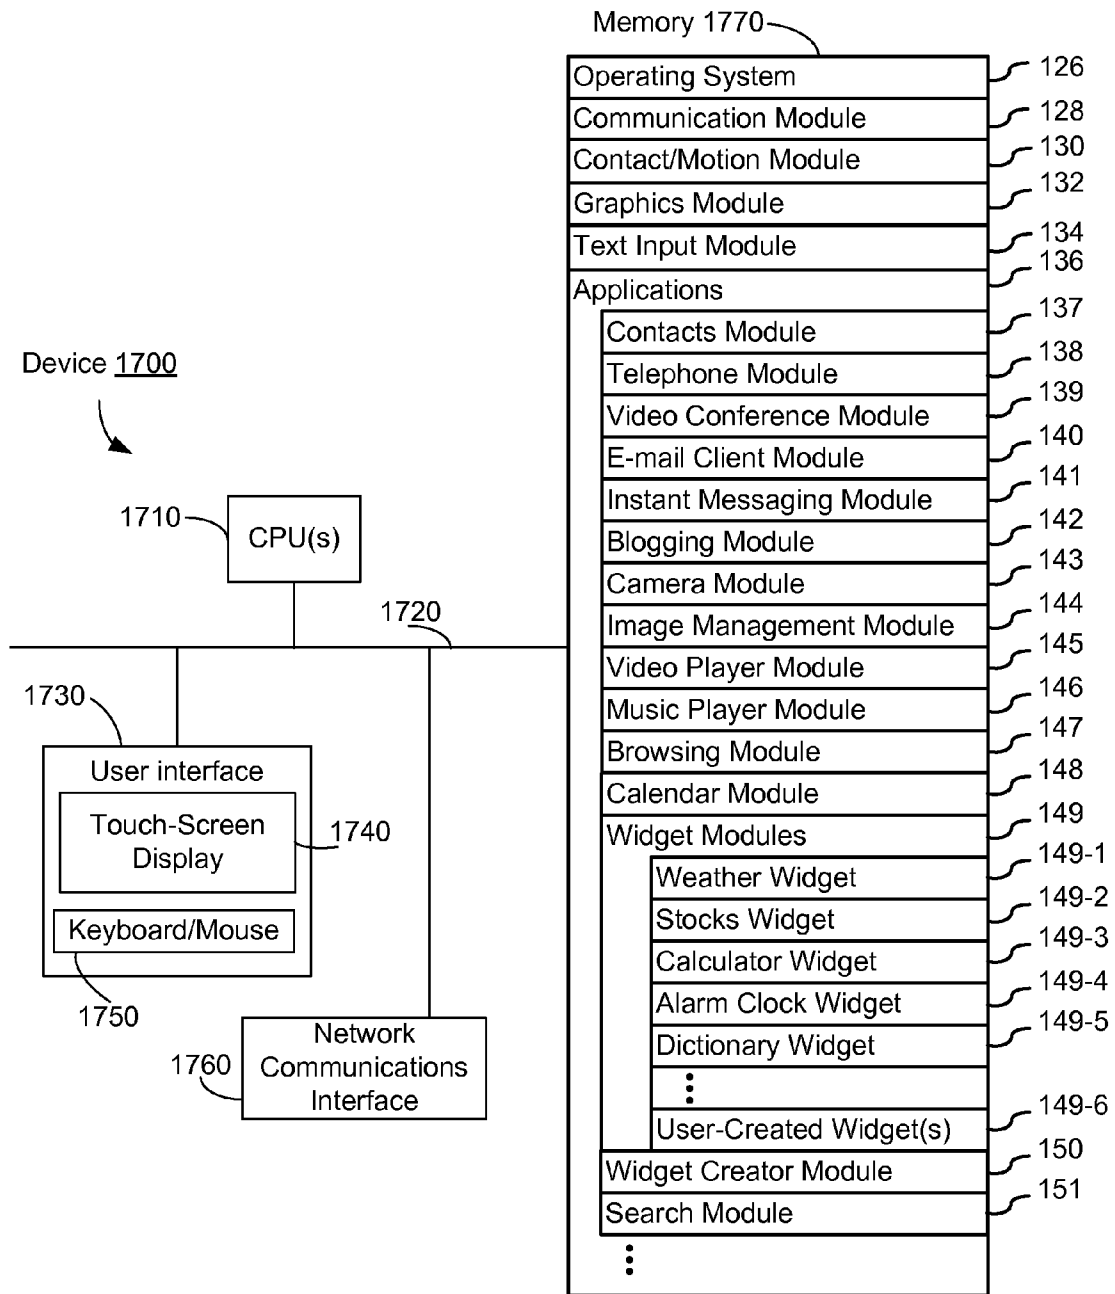 Memory 1770
Operating System 126
Communication Module 128
Contact/Motion Module 130
Graphics Module 132
Text Input Module 134
Applications 136
Contacts Module 137
Telephone Module 138
Video Conference Module 139
E-mail Client Module 140
Instant Messaging Module 141
Blogging Module 142
Camera Module 143
Image Management Module 144
Video Player Module 145
Music Player Module 146
Browsing Module 147
Calendar Module 148
Widget Modules 149
Weather Widget 149-1
Stocks Widget 149-2
Calculator Widget 149-3
Alarm Clock Widget 149-4
Dictionary Widget 149-5
User-Created Widget(s) 149-6
Widget Creator Module 150
Search Module 151
Device 1700
1710
CPU(s)
1720
1730
User interface
Touch-Screen
Display
1740
Keyboard/Mouse
1750
1760
Network
Communications
Interface